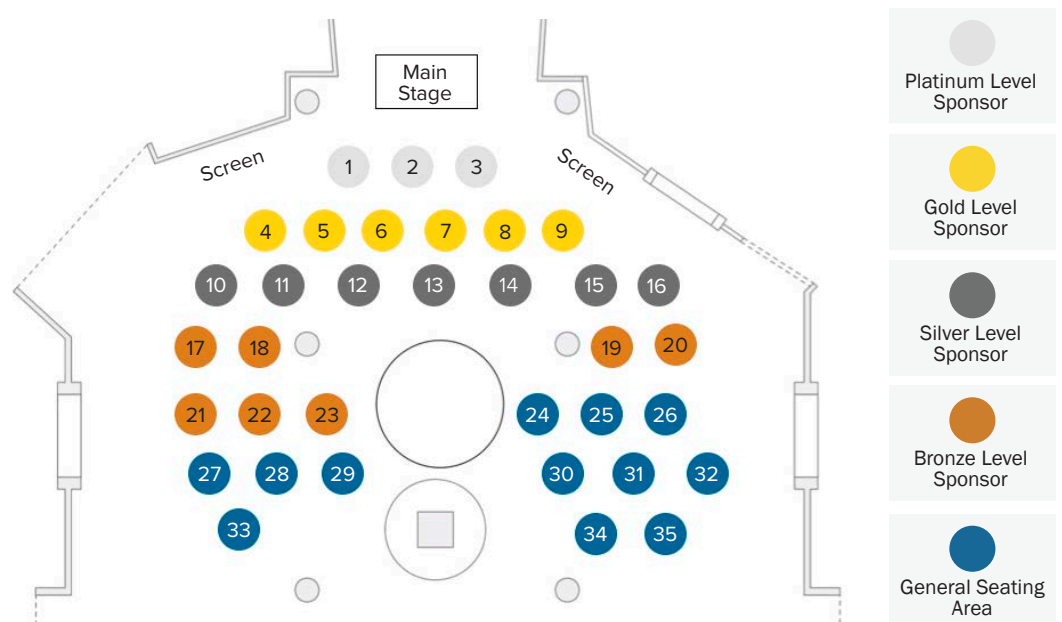 Main
Stage
Screen
Screen
1 2 3
4 5 6 7 8 9
10 11 12 13 14 15 16
17 18 19 20
21 22 23 24 25 26
27 28 29 30 31 32
33 34 35
Platinum Level
Sponsor
Gold Level
Sponsor
Silver Level
Sponsor
Bronze Level
Sponsor
General Seating
Area